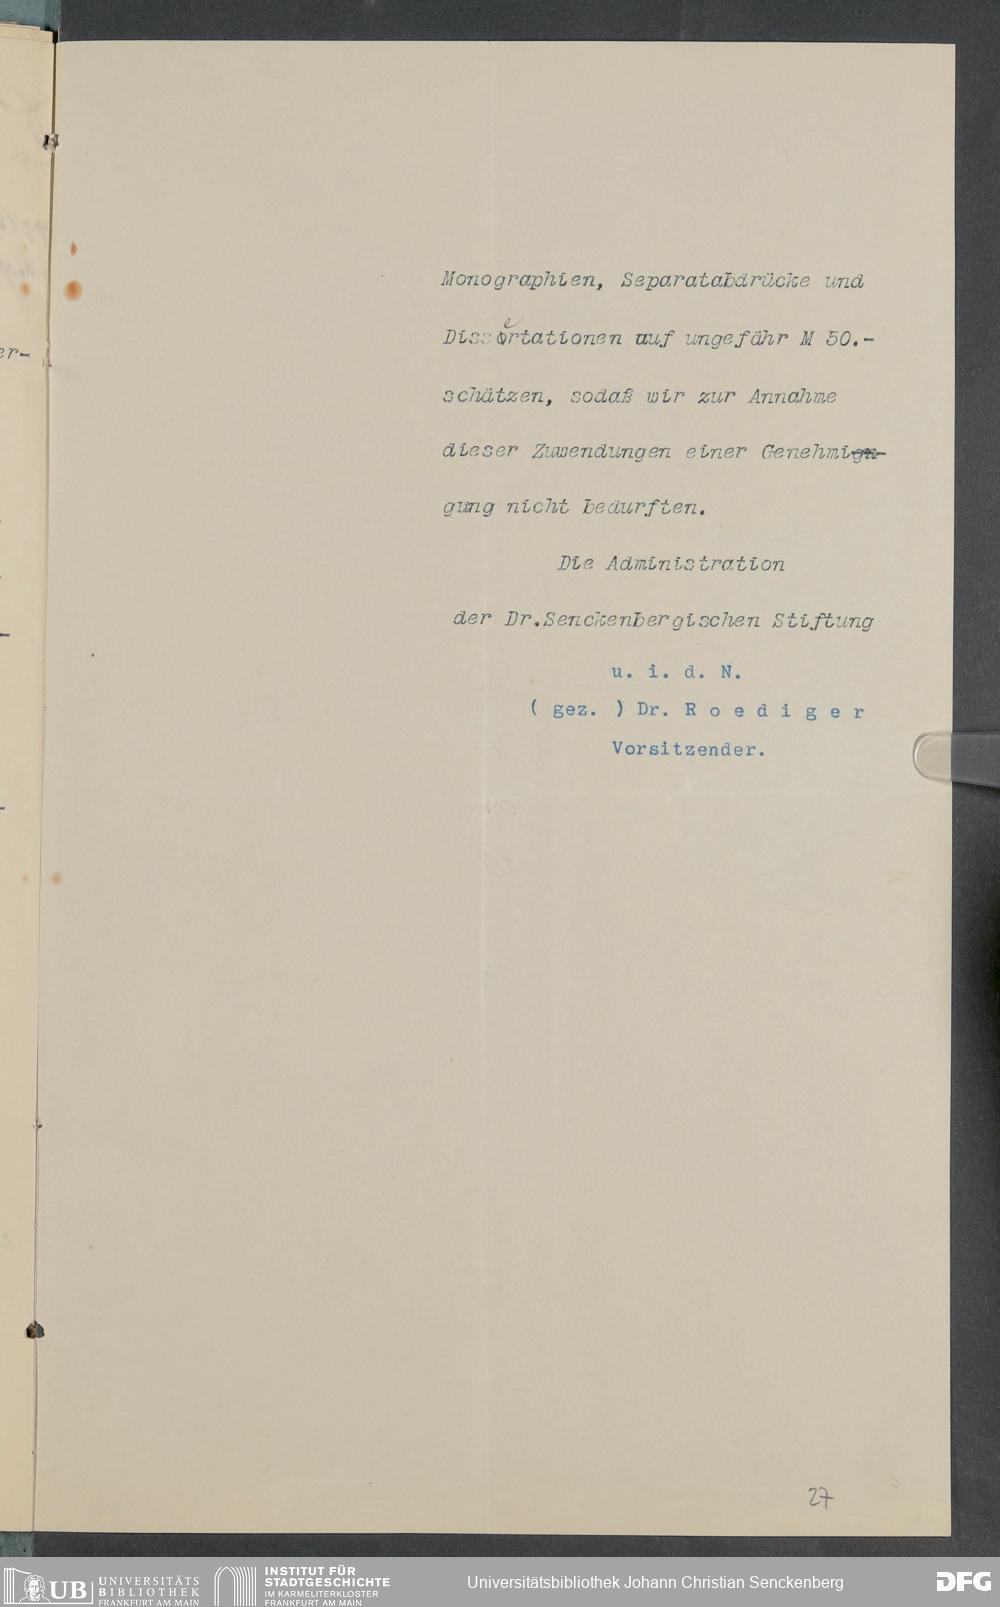 er-
Monographien, Separatabdrücke und
Dissertationen auf ungefähr M 50.-
schätzen, sodaß wir zur Annahme
dieser Zuwendungen einer Genehmign-
gung nicht bedurften.
Die Administration
der Dr.Senckenbergischen Stiftung
u. i. d. N.
( gez. ) Dr. R o e d i g e r
Vorsitzender.
27
UB UNIVERSITÄTS
BIBLIOTHEK
FRANKFURT AM MAIN
INSTITUT FÜR
STADTGESCHICHTE
IM KARMELITERKLOSTER
FRANKFURT AM MAIN
Universitätsbibliothek Johann Christian Senckenberg
DFG